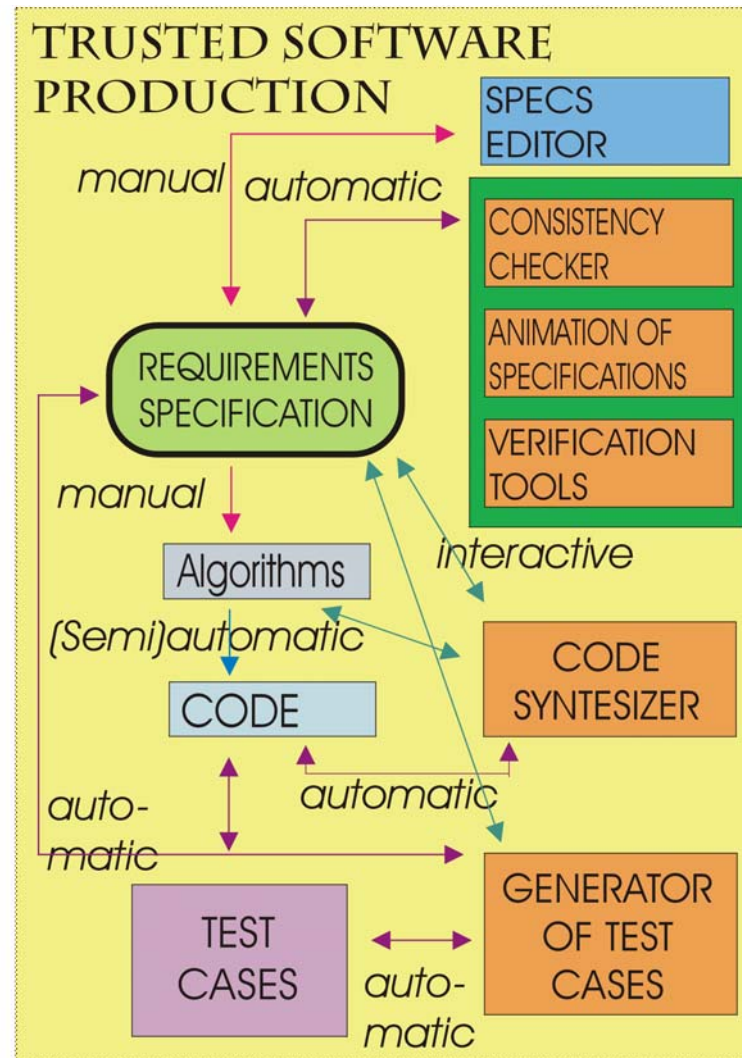 TRUSTED SOFTWARE
PRODUCTION
SPECS
EDITOR
manual
automatic
CONSISTENCY
CHECKER
ANIMATION OF
SPECIFICATIONS
VERIFICATION
TOOLS
REQUIREMENTS
SPECIFICATION
manual
interactive
Algorithms
(Semi)automatic
CODE
SYNTESIZER
CODE
automatic
auto-
matic
TEST
CASES
GENERATOR
OF TEST
CASES
auto-
matic